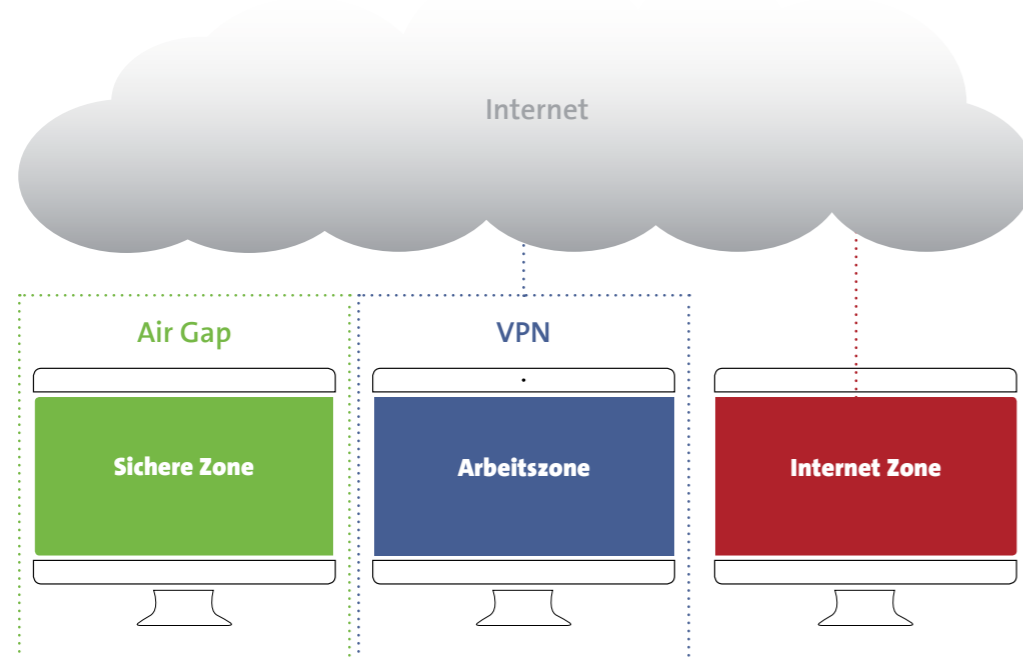 Internet
Air Gap
VPN
Sichere Zone
Arbeitszone
Internet Zone